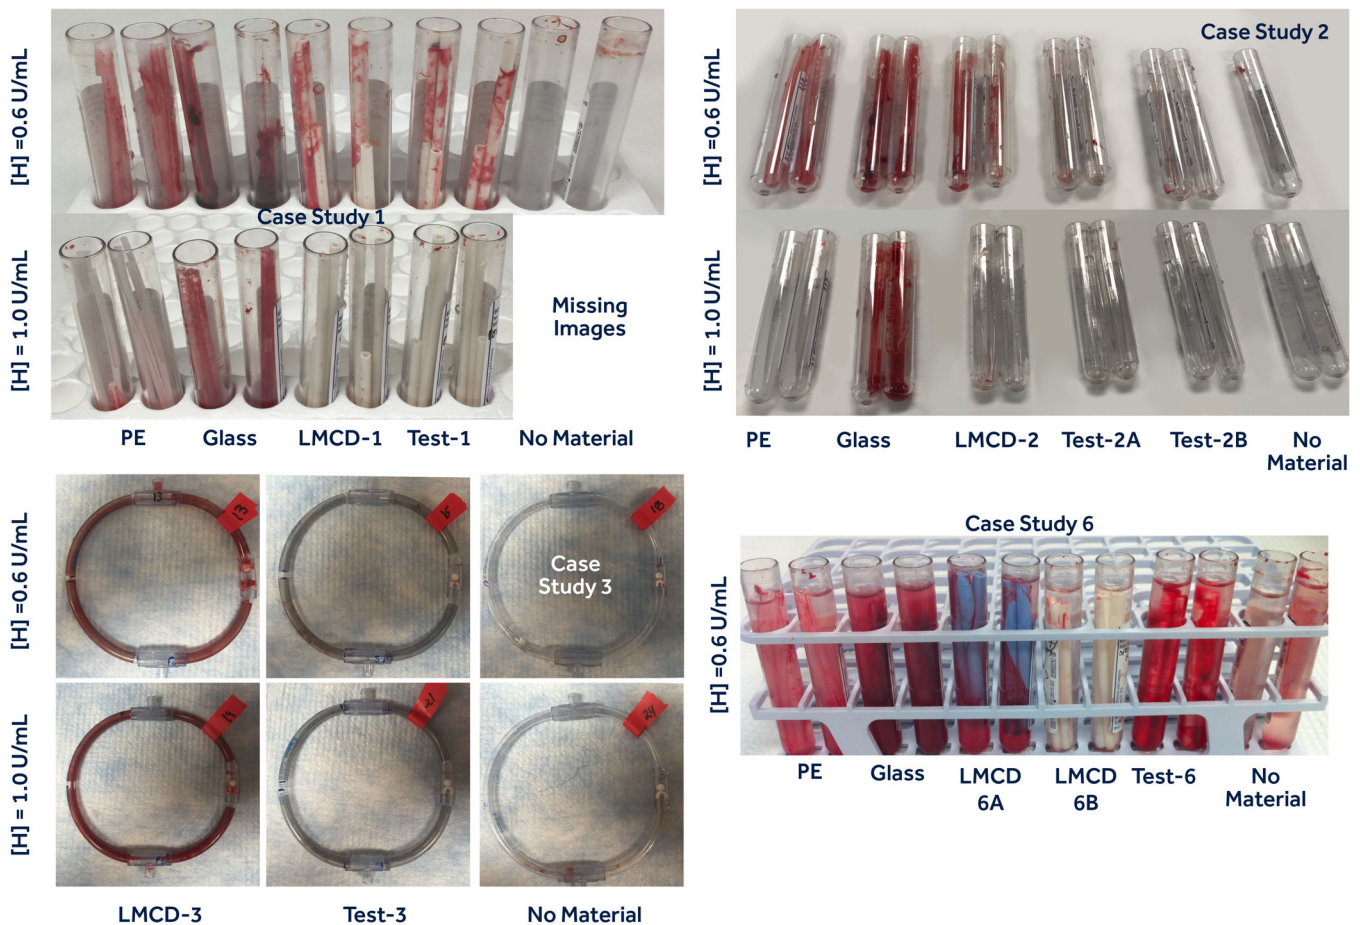 [H] =0.6 U/mL
Case Study 1
[H] = 1.0 U/mL
Missing
Images
PE
Glass
LMCD-1
Test-1
No Material
[H] =0.6 U/mL
Case Study 2
[H] = 1.0 U/mL
PE
Glass
LMCD-2
Test-2A
Test-2B
No
Material
[H] =0.6 U/mL
13
13
15
18
Case
Study 3
[H] = 1.0 U/mL
19
21
24
LMCD-3
Test-3
No Material
Case Study 6
[H] =0.6 U/mL
PE
Glass
LMCD
6A
LMCD
6B
Test-6
No
Material